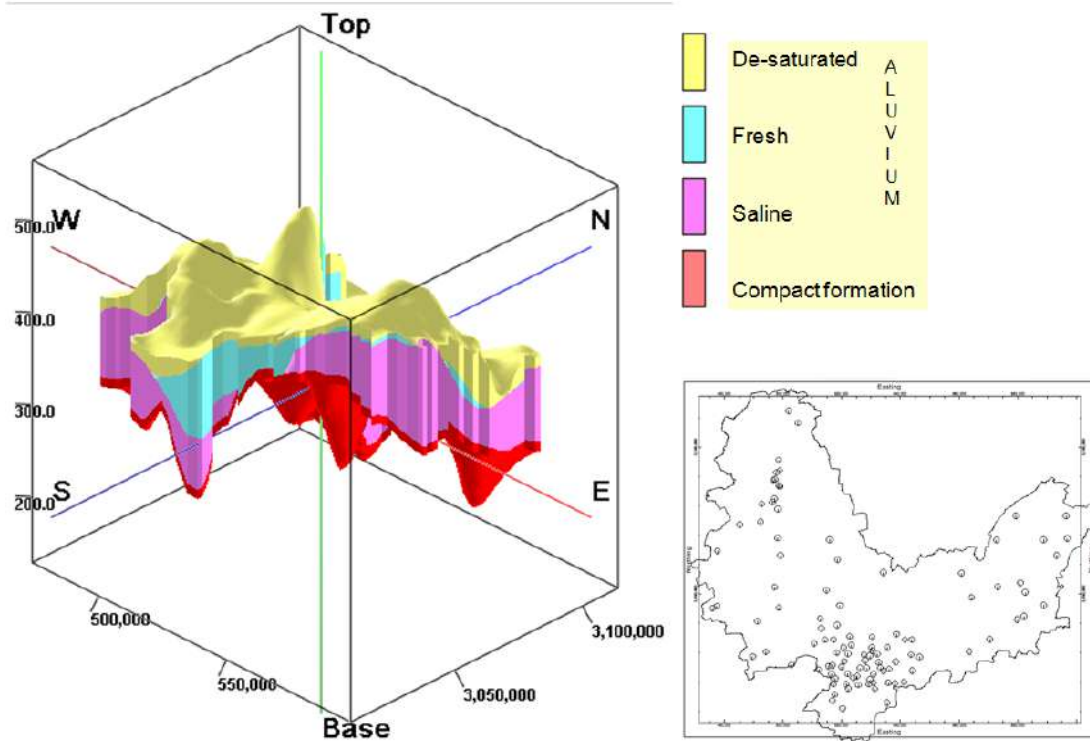 Top
W
N
500.0
400.0
300.0
200.0
S
E
500,000
550,000
3,050,000
3,100,000
Base
De-saturated
Fresh
Saline
Compact formation
A
L
U
V
I
U
M
Easting
Easting